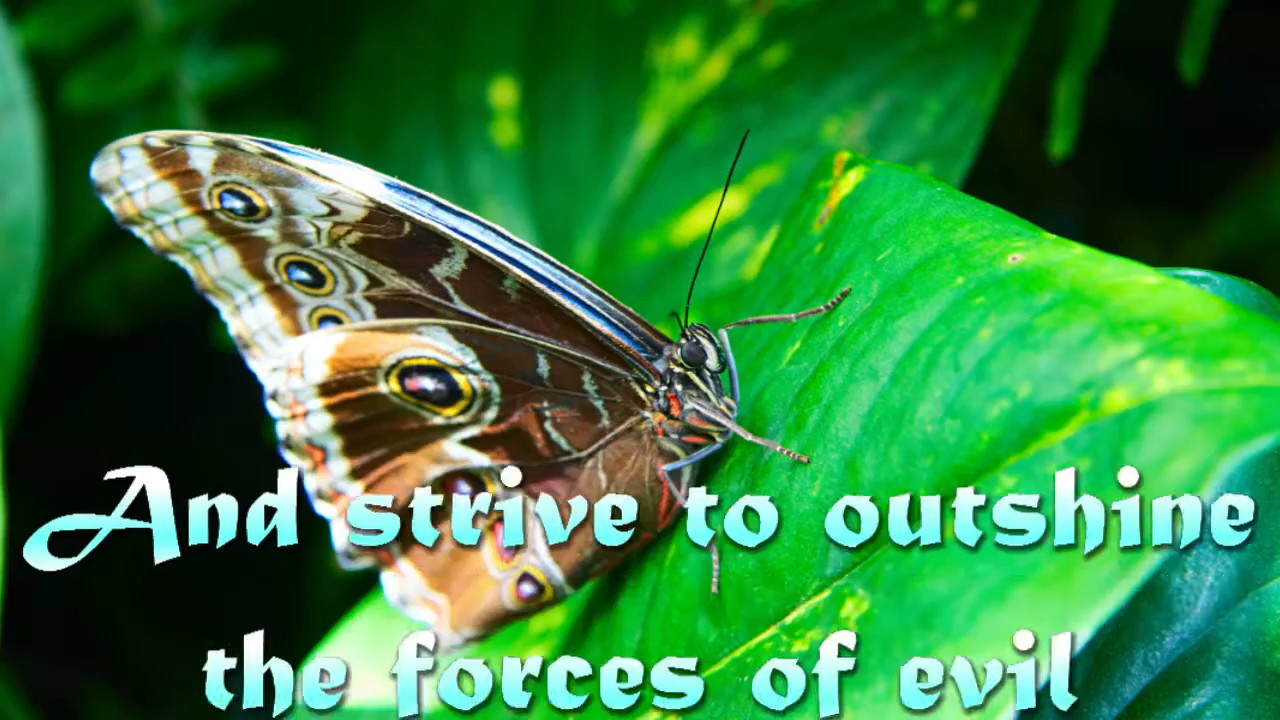 And strive to outshine
the forces of evil